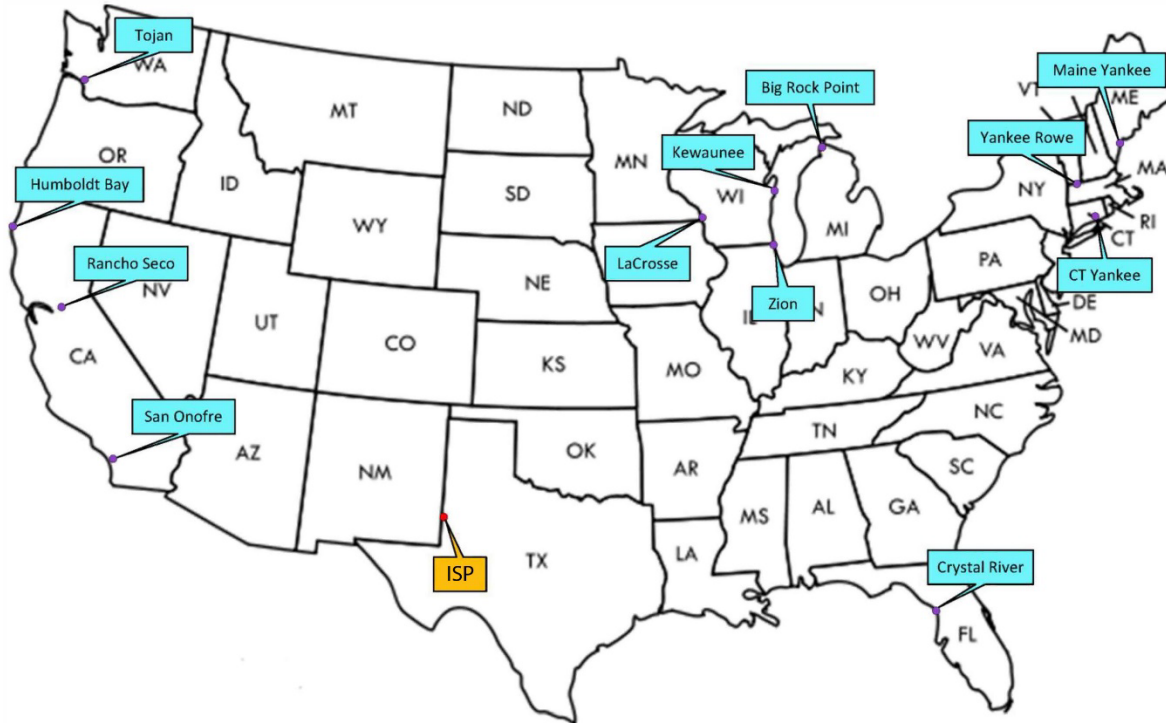 Tojan
WA
Big Rock Point
Maine Yankee
MT
ND
VT
ME
OR
MN
Kewaunee
Yankee Rowe
MA
Humboldt Bay
ID
SD
WI
NY
WY
MI
RI
CT
LaCrosse
PA
Rancho Seco
NV
NE
Zion
OH
CT Yankee
IL
N
DE
UT
CO
WV
MD
CA
KS
MO
KY
VA
San Onofre
NC
TN
AZ
OK
NM
AR
SC
MS
AL
GA
LA
TX
ISP
Crystal River
FL